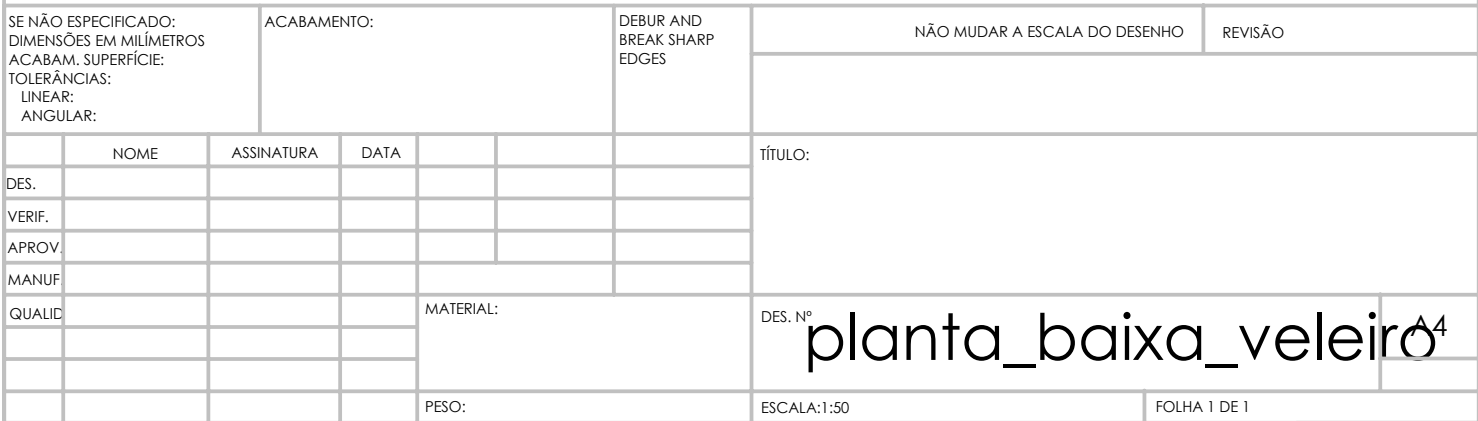 SE NÃO ESPECIFICADO:
DIMENSÕES EM MILÍMETROS
ACABAM. SUPERFÍCIE:
TOLERÂNCIAS:
LINEAR:
ANGULAR:
ACABAMENTO:
DEBUR AND
BREAK SHARP
EDGES
NÃO MUDAR A ESCALA DO DESENHO
REVISÃO
NOME
ASSINATURA
DATA
TÍTULO:
DES.
VERIF.
APROV.
MANUF
QUALID
MATERIAL:
DES. Nº
planta_baixa_veleiro
A4
PESO:
ESCALA:1:50
FOLHA 1 DE 1